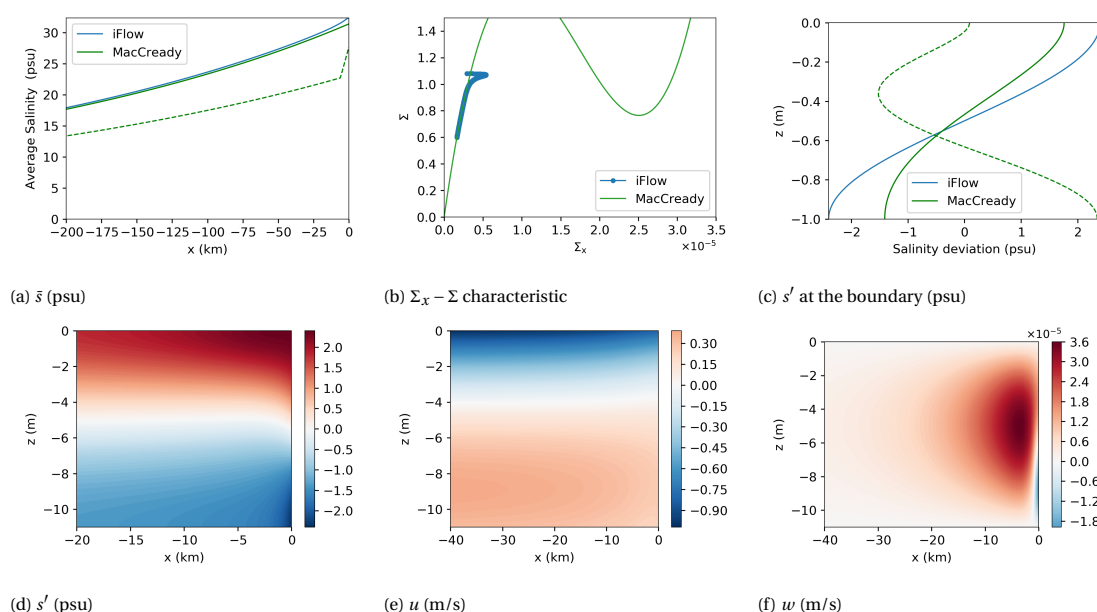 30
25
20
15
10
5
0
Average Salinity (psu)
iFlow
MacCready
−200 −175 −150 −125 −100 −75 −50 −25 0
x (km)
(a) s̄ (psu)
1.4
1.2
1.0
0.8
0.6
0.4
0.2
0.0
Σ
iFlow
MacCready
0.0 0.5 1.0 1.5 2.0 2.5 3.0 3.5
Σx
×10−5
(b) Σx − Σ characteristic
0.0
−0.2
−0.4
−0.6
−0.8
−1.0
z (m)
iFlow
MacCready
−2 −1 0 1 2
Salinity deviation (psu)
(c) s′ at the boundary (psu)
0
−2
−4
−6
−8
−10
z (m)
−20 −15 −10 −5 0
x (km)
2.0
1.5
1.0
0.5
0.0
−0.5
−1.0
−1.5
−2.0
(d) s′ (psu)
0
−2
−4
−6
−8
−10
z (m)
−40 −30 −20 −10 0
x (km)
0.30
0.15
0.00
−0.15
−0.30
−0.45
−0.60
−0.75
−0.90
(e) u (m/s)
0
−2
−4
−6
−8
−10
z (m)
−40 −30 −20 −10 0
x (km)
×10−5
3.6
3.0
2.4
1.8
1.2
0.6
0.0
−0.6
−1.2
−1.8
(f) w (m/s)